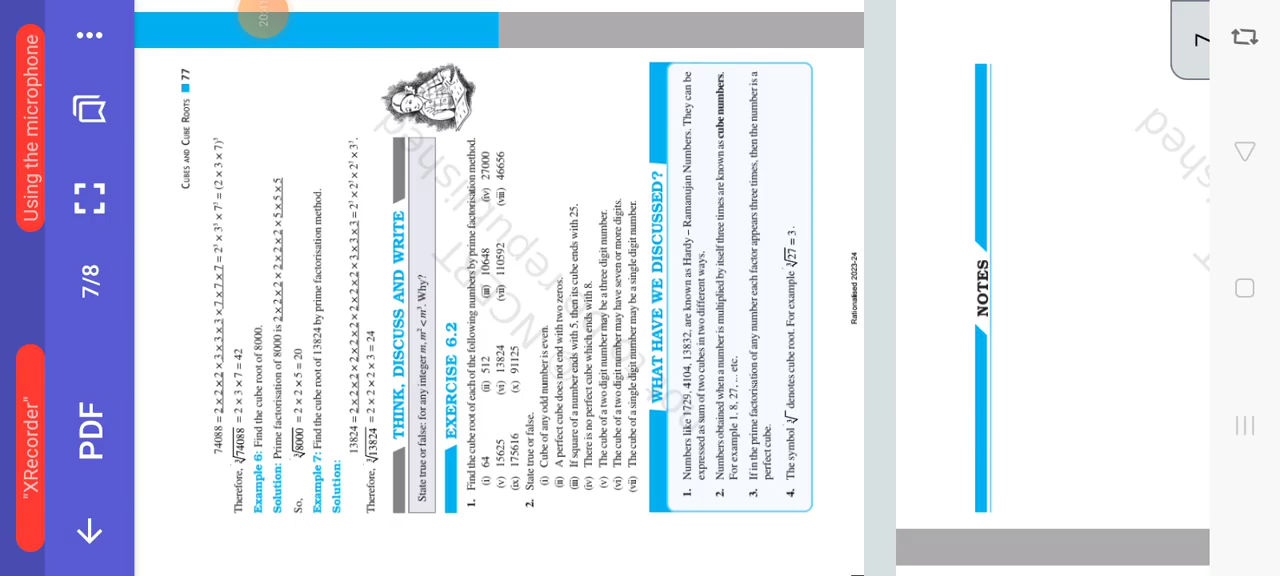 "XRecorder"
Using the microphone
PDF
7/8
20:41
CUBES AND CUBE ROOTS 77
74088 = 2 × 2 × 2 × 3 × 3 × 3 × 7 × 7 × 7 = 2³ × 3³ × 7³ = (2 × 3 × 7)³
Therefore, ∛74088 = 2 × 3 × 7 = 42
Example 6: Find the cube root of 8000.
Solution: Prime factorisation of 8000 is 2 × 2 × 2 × 2 × 2 × 2 × 5 × 5 × 5
So, ∛8000 = 2 × 2 × 5 = 20
Example 7: Find the cube root of 13824 by prime factorisation method.
Solution:
13824 = 2 × 2 × 2 × 2 × 2 × 2 × 2 × 2 × 2 × 3 × 3 × 3 = 2³ × 2³ × 2³ × 3³.
Therefore, ∛13824 = 2 × 2 × 2 × 3 = 24
THINK, DISCUSS AND WRITE
State true or false: for any integer m, m² < m³. Why?
EXERCISE 6.2
1. Find the cube root of each of the following numbers by prime factorisation method.
(i) 64 (ii) 512 (iii) 10648 (iv) 27000
(v) 15625 (vi) 13824 (vii) 110592 (viii) 46656
(ix) 175616 (x) 91125
2. State true or false.
(i) Cube of any odd number is even.
(ii) A perfect cube does not end with two zeros.
(iii) If square of a number ends with 5, then its cube ends with 25.
(iv) There is no perfect cube which ends with 8.
(v) The cube of a two digit number may be a three digit number.
(vi) The cube of a two digit number may have seven or more digits.
(vii) The cube of a single digit number may be a single digit number.
WHAT HAVE WE DISCUSSED?
1. Numbers like 1729, 4104, 13832, are known as Hardy – Ramanujan Numbers. They can be
expressed as sum of two cubes in two different ways.
2. Numbers obtained when a number is multiplied by itself three times are known as cube numbers.
For example 1, 8, 27, ... etc.
3. If in the prime factorisation of any number each factor appears three times, then the number is a
perfect cube.
4. The symbol ∛ denotes cube root. For example ∛27 = 3.
Rationalised 2023-24
NOTES
7